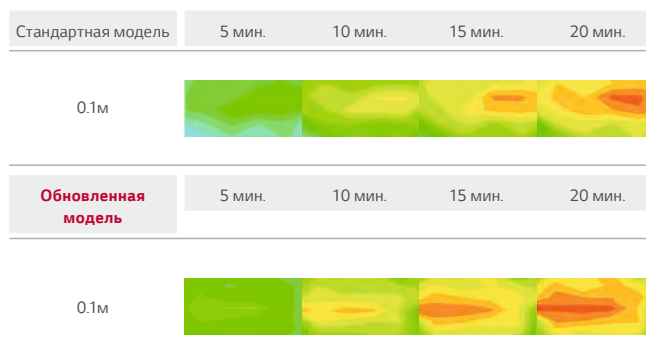 Стандартная модель 5 мин. 10 мин. 15 мин. 20 мин.
0.1м
Обновленная 5 мин. 10 мин. 15 мин. 20 мин.
модель
0.1м